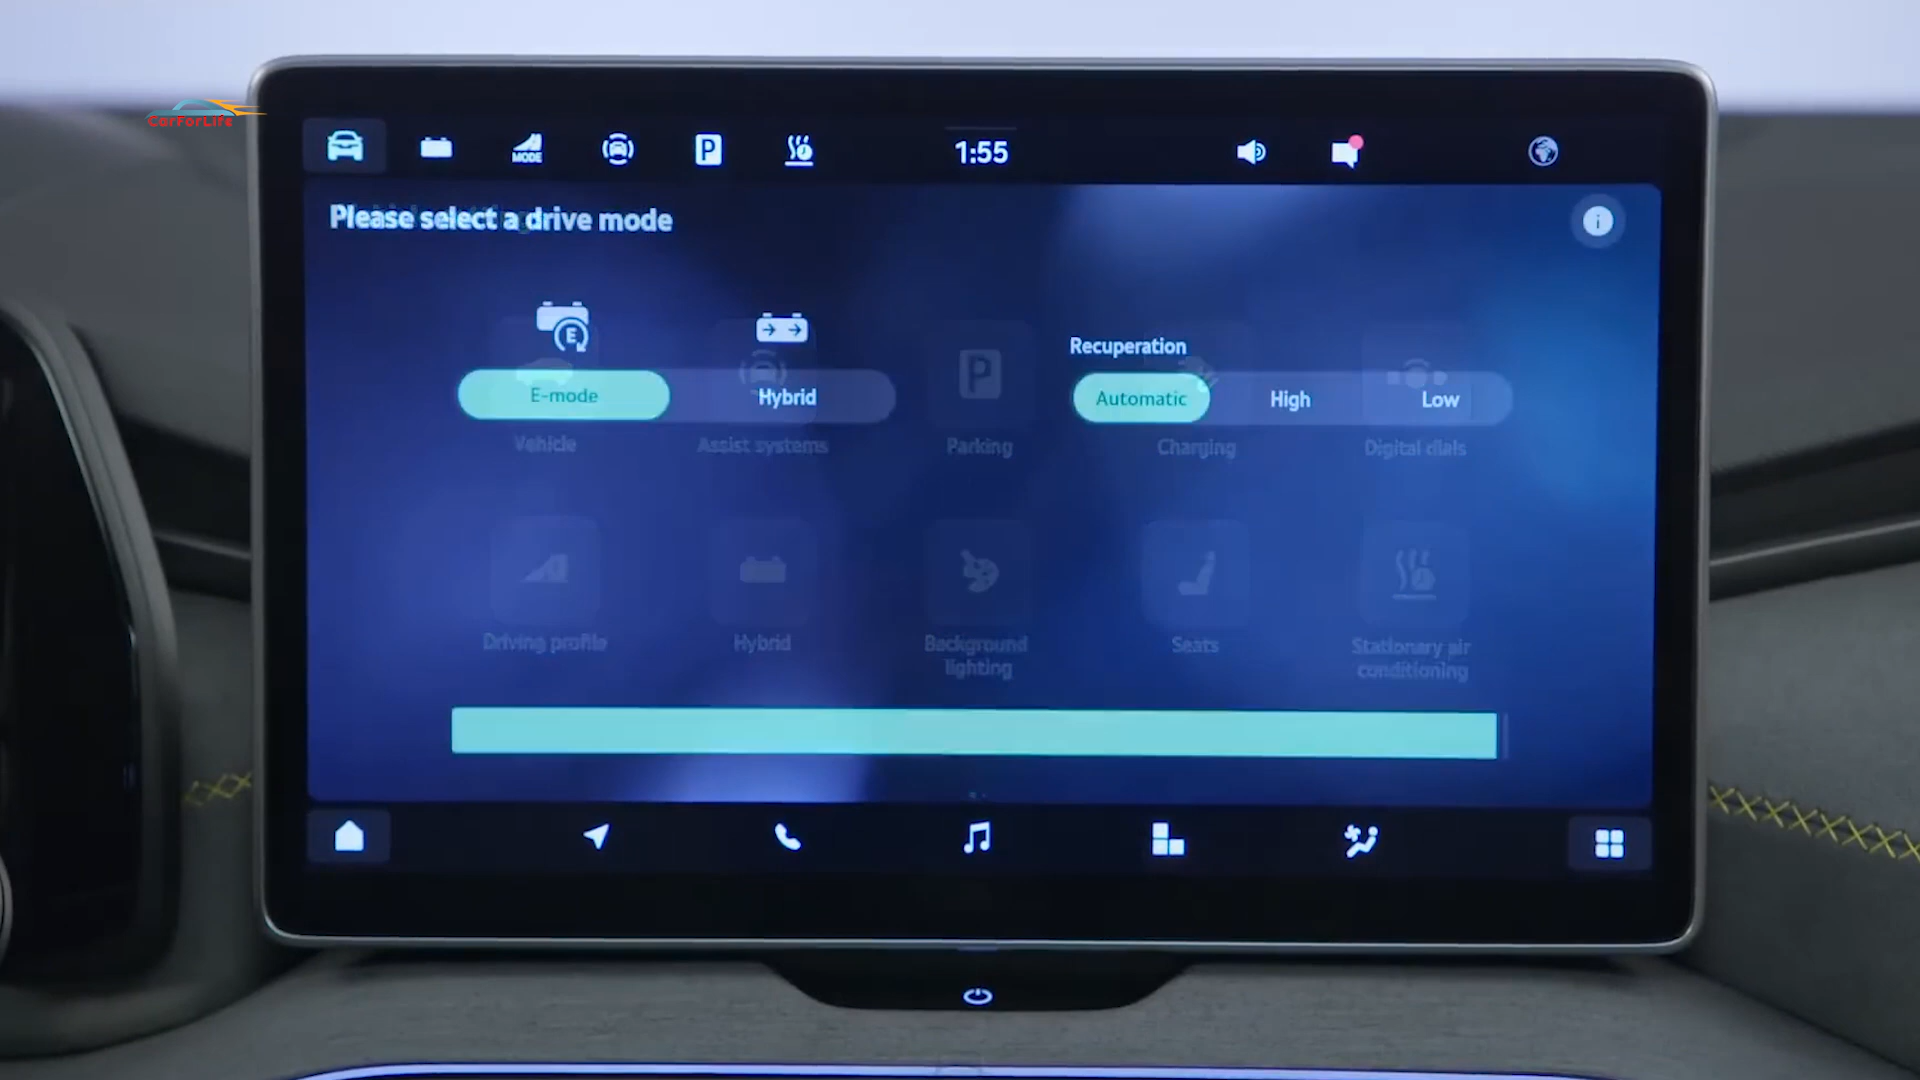 CarForLife
MODE
P
1:55
Please select a drive mode
i
E
E-mode
Hybrid
Recuperation
Automatic
High
Low
P
Vehicle
Assist systems
Parking
Charging
Digital dials
Driving profile
Hybrid
Background
lighting
Seats
Stationary air
conditioning